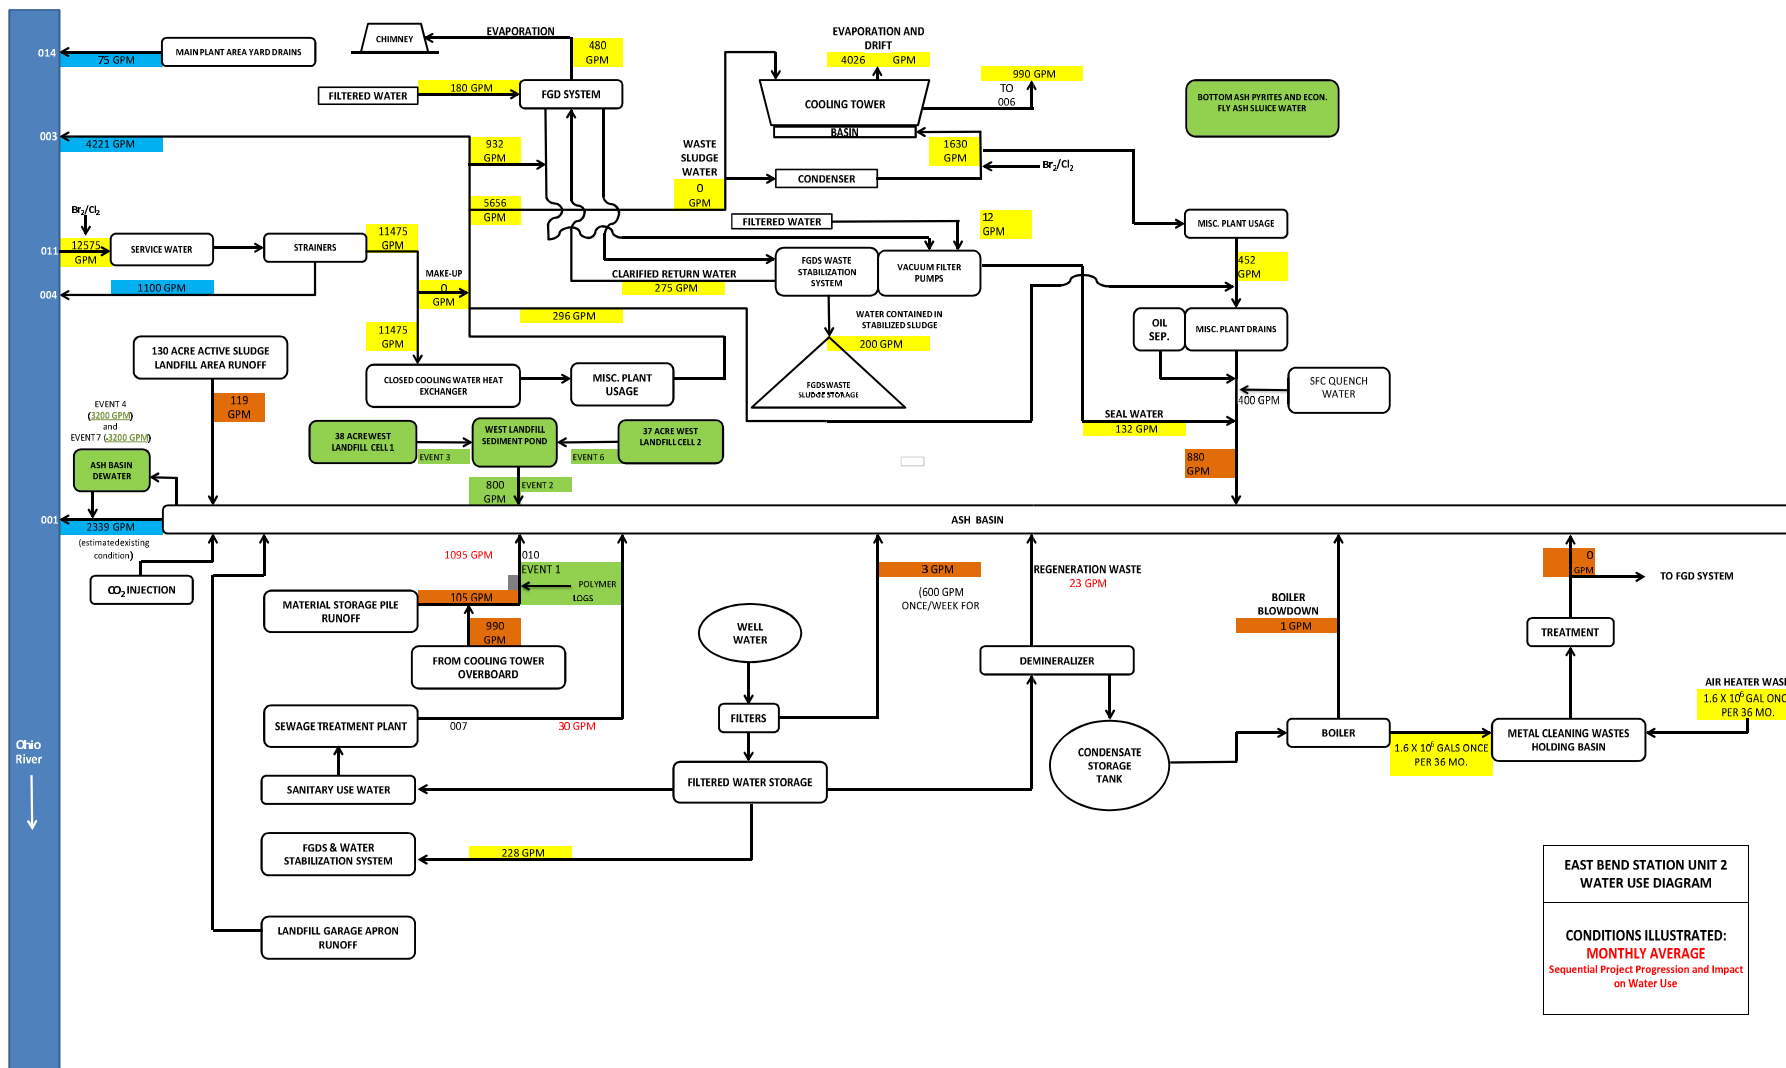 EVAPORATION
CHIMNEY
480
GPM
014
MAIN PLANT AREA YARD DRAINS
75 GPM
180 GPM
FILTERED WATER
FGD SYSTEM
EVAPORATION AND
DRIFT
4026 GPM
990 GPM
TO
006
COOLING TOWER
BASIN
BOTTOM ASH PYRITES AND ECON.
FLY ASH SLUICE WATER
003
4221 GPM
932
GPM
WASTE
SLUDGE
WATER
0
GPM
1630
GPM
Br2/Cl2
CONDENSER
5656
GPM
Br2/Cl2
011
12575
GPM
SERVICE WATER
STRAINERS
11475
GPM
FILTERED WATER
12
GPM
MISC. PLANT USAGE
452
GPM
004
1100 GPM
MAKE-UP
0
GPM
CLARIFIED RETURN WATER
275 GPM
FGDS WASTE
STABILIZATION
SYSTEM
VACUUM FILTER
PUMPS
296 GPM
11475
GPM
WATER CONTAINED IN
STABILIZED SLUDGE
200 GPM
OIL
SEP.
MISC. PLANT DRAINS
130 ACRE ACTIVE SLUDGE
LANDFILL AREA RUNOFF
CLOSED COOLING WATER HEAT
EXCHANGER
MISC. PLANT
USAGE
FGDS WASTE
SLUDGE STORAGE
SFC QUENCH
WATER
400 GPM
119
GPM
EVENT 4
(3200 GPM)
and
EVENT 7 (-3200 GPM)
SEAL WATER
132 GPM
38 ACREWEST
LANDFILL CELL 1
EVENT 3
WEST LANDFILL
SEDIMENT POND
EVENT 6
37 ACRE WEST
LANDFILL CELL 2
ASH BASIN
DEWATER
800
GPM
EVENT 2
880
GPM
001
2339 GPM
(estimatedexisting
condition)
ASH BASIN
CO2 INJECTION
1095 GPM
010
EVENT 1
POLYMER
LOGS
MATERIAL STORAGE PILE
RUNOFF
105 GPM
990
GPM
FROM COOLING TOWER
OVERBOARD
3 GPM
(600 GPM
ONCE/WEEK FOR
REGENERATION WASTE
23 GPM
0
GPM
TO FGD SYSTEM
BOILER
BLOWDOWN
1 GPM
TREATMENT
WELL
WATER
DEMINERALIZER
AIR HEATER WASH
1.6 X 10^6 GAL ONC
PER 36 MO.
SEWAGE TREATMENT PLANT
007
30 GPM
FILTERS
BOILER
1.6 X 10^6 GALS ONCE
PER 36 MO.
METAL CLEANING WASTES
HOLDING BASIN
Ohio
River
CONDENSATE
STORAGE
TANK
SANITARY USE WATER
FILTERED WATER STORAGE
FGDS & WATER
STABILIZATION SYSTEM
228 GPM
LANDFILL GARAGE APRON
RUNOFF
EAST BEND STATION UNIT 2
WATER USE DIAGRAM
CONDITIONS ILLUSTRATED:
MONTHLY AVERAGE
Sequential Project Progression and Impact
on Water Use